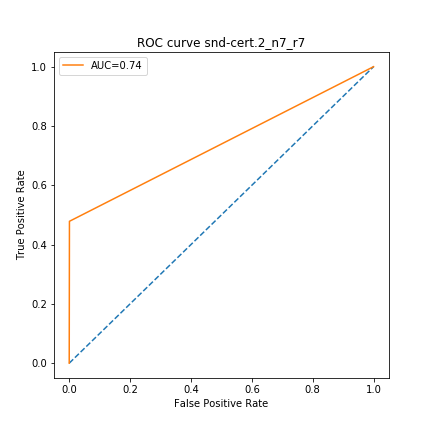 ROC curve snd-cert.2_n7_r7
AUC=0.74
True Positive Rate
1.0
0.8
0.6
0.4
0.2
0.0
0.0 0.2 0.4 0.6 0.8 1.0
False Positive Rate